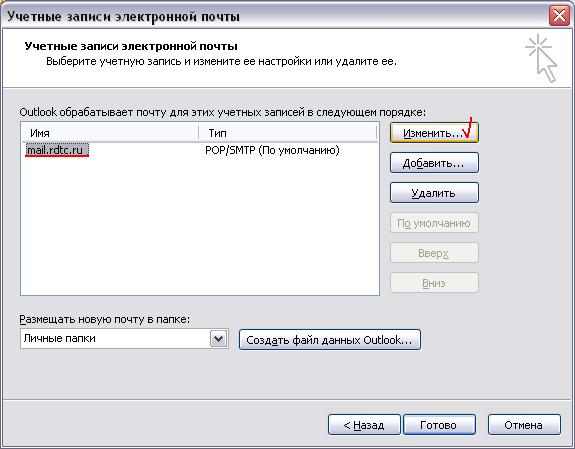 Учетные записи электронной почты
Учетные записи электронной почты
Выберите учетную запись и измените ее настройки или удалите ее.
Outlook обрабатывает почту для этих учетных записей в следующем порядке:
Имя Тип
mail.rdtc.ru POP/SMTP (По умолчанию)
Изменить...
Добавить...
Удалить
По умолчанию
Вверх
Вниз
Размещать новую почту в папке:
Личные папки Создать файл данных Outlook...
< Назад Готово Отмена